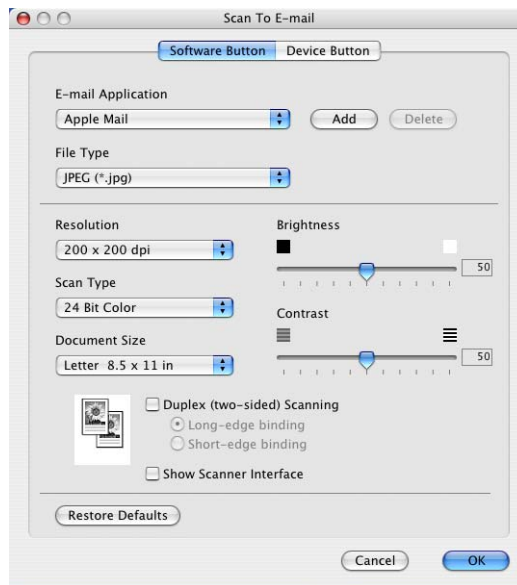 Scan To E-mail
Software Button Device Button
E-mail Application
Apple Mail Add Delete
File Type
JPEG (*.jpg)
Resolution
200 x 200 dpi
Scan Type
24 Bit Color
Document Size
Letter 8.5 x 11 in
Brightness
50
Contrast
50
Duplex (two-sided) Scanning
Long-edge binding
Short-edge binding
Show Scanner Interface
Restore Defaults
Cancel OK